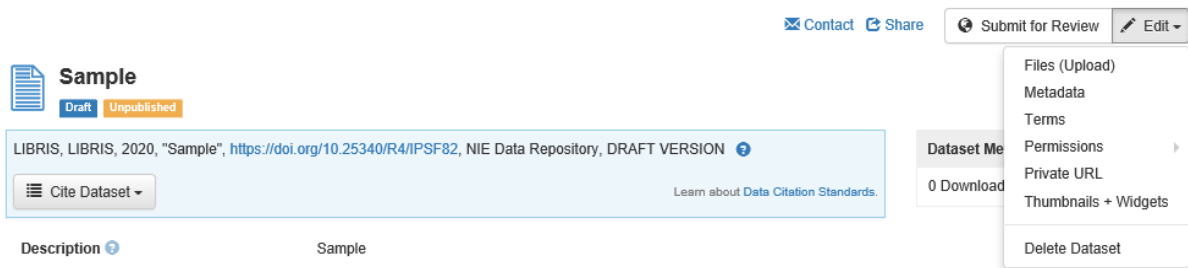 Contact Share Submit for Review Edit
Sample
Draft Unpublished
LIBRIS, LIBRIS, 2020, "Sample", https://doi.org/10.25340/R4/IPSF82, NIE Data Repository, DRAFT VERSION
Cite Dataset
Learn about Data Citation Standards.
Description Sample
Dataset Me
0 Download
Files (Upload)
Metadata
Terms
Permissions
Private URL
Thumbnails + Widgets
Delete Dataset